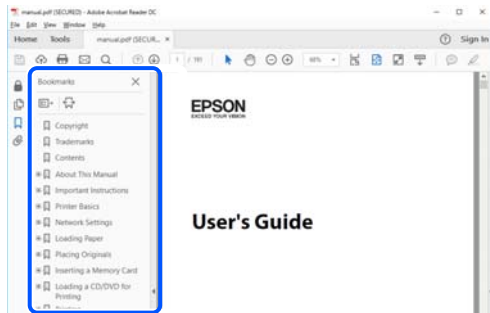 manual.pdf (SECURED) - Adobe Acrobat Reader DC
File Edit View Window Help
Home Tools manual.pdf (SECUR... × Sign In
1 / 
Bookmarks
Copyright
Trademarks
Contents
About This Manual
Important Instructions
Printer Basics
Network Settings
Loading Paper
Placing Originals
Inserting a Memory Card
Loading a CD/DVD for
Printing
EPSON
EXCEED YOUR VISION
User's Guide